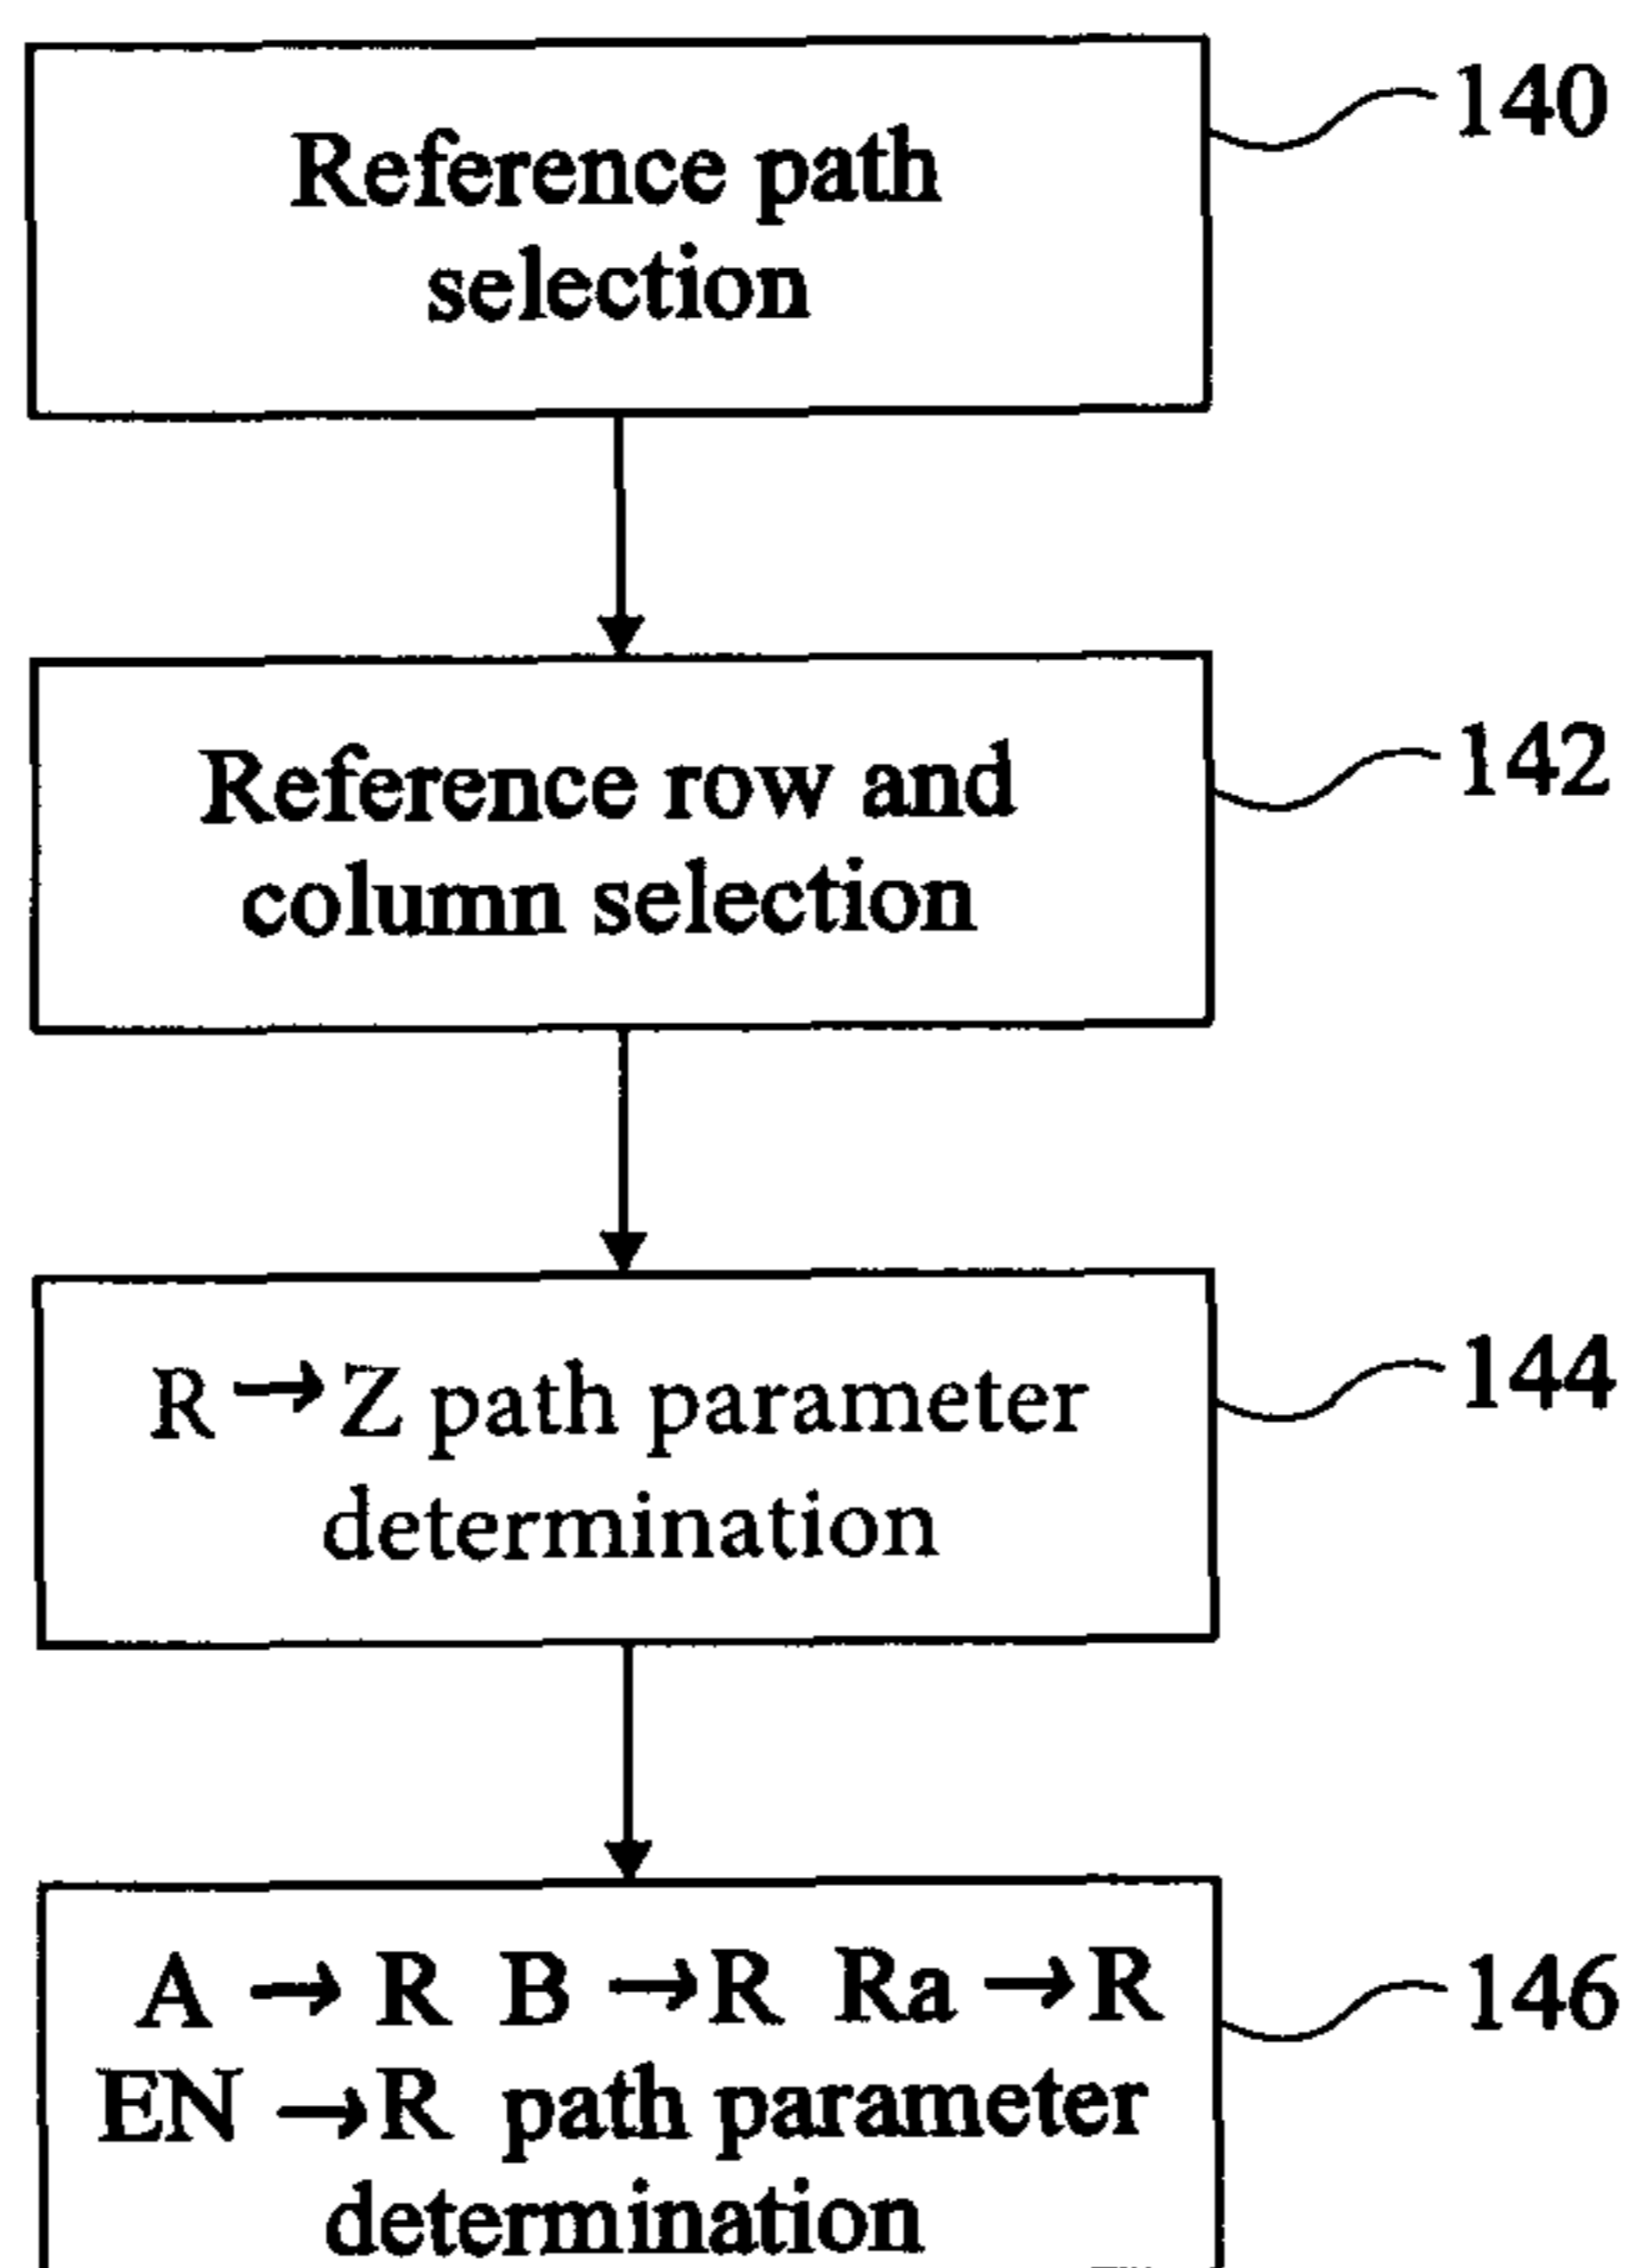 Reference path
selection
140
Reference row and
column selection
142
R → Z path parameter
determination
144
A → R B → R Ra → R
EN → R path parameter
determination
146